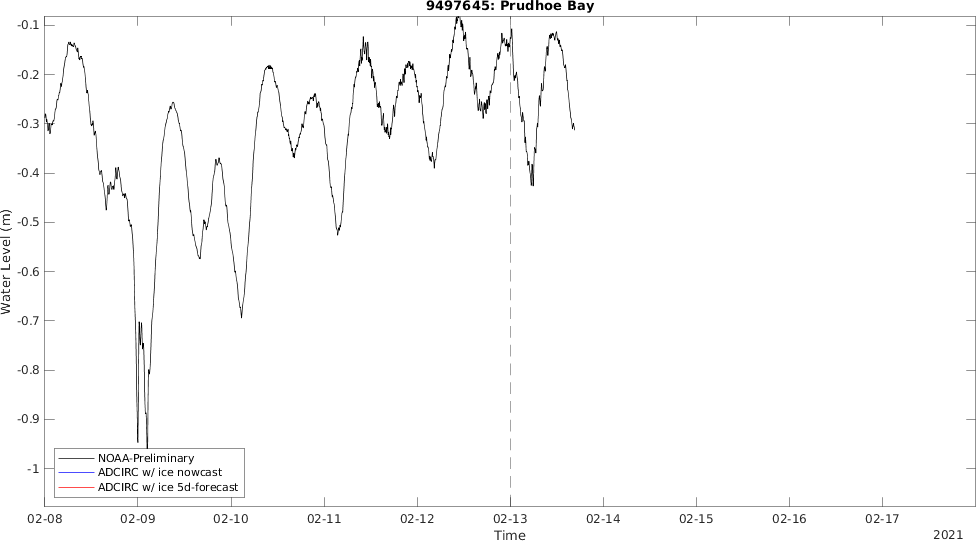 9497645: Prudhoe Bay
-0.1
-0.2
-0.3
-0.4
-0.5
-0.6
-0.7
-0.8
-0.9
-1
Water Level (m)
NOAA-Preliminary
ADCIRC w/ ice nowcast
ADCIRC w/ ice 5d-forecast
02-08 02-09 02-10 02-11 02-12 02-13 02-14 02-15 02-16 02-17
Time
2021